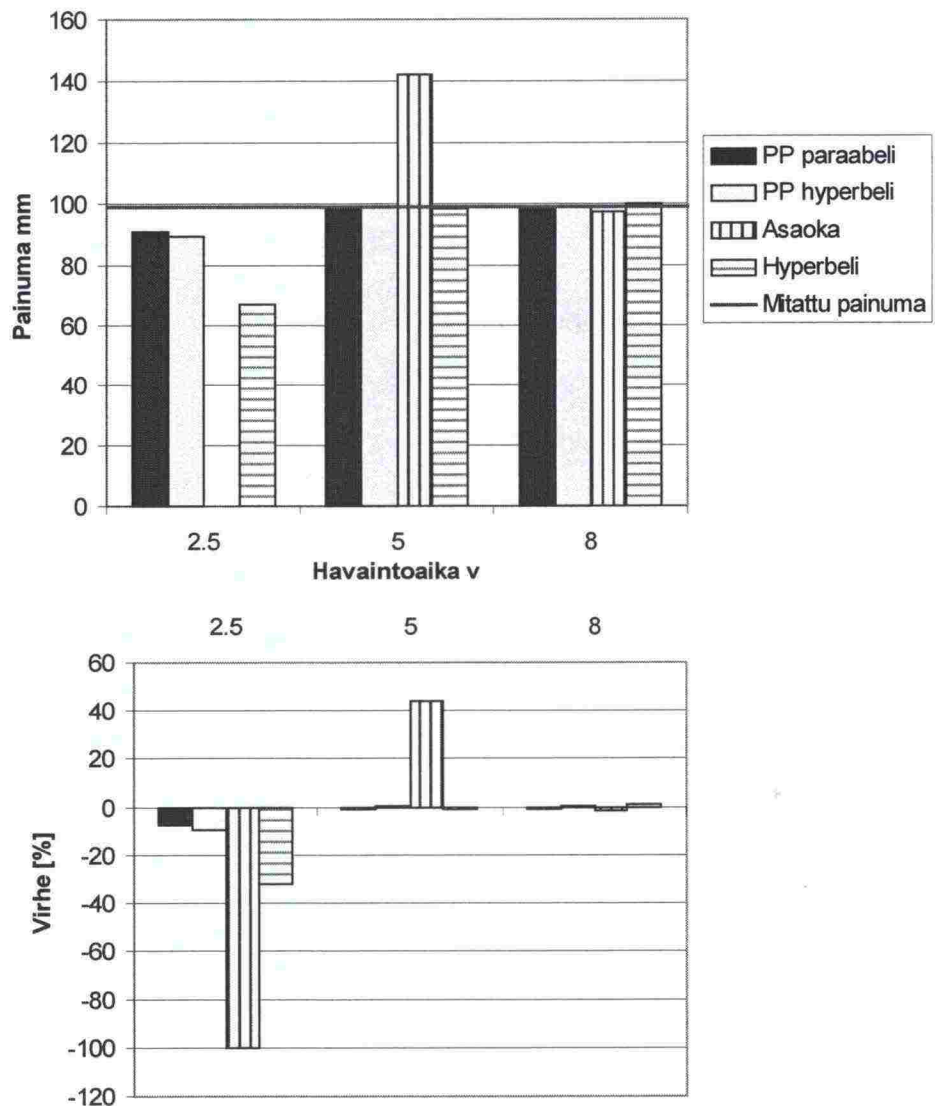 160
140
120
100
80
60
40
20
0
Painuma mm
2.5 5 8
Havaintoaika v
PP paraabeli
PP hyperbeli
Asaoka
Hyperbeli
Mitattu painuma
2.5 5 8
60
40
20
0
-20
-40
-60
-80
-100
-120
Virhe [%]